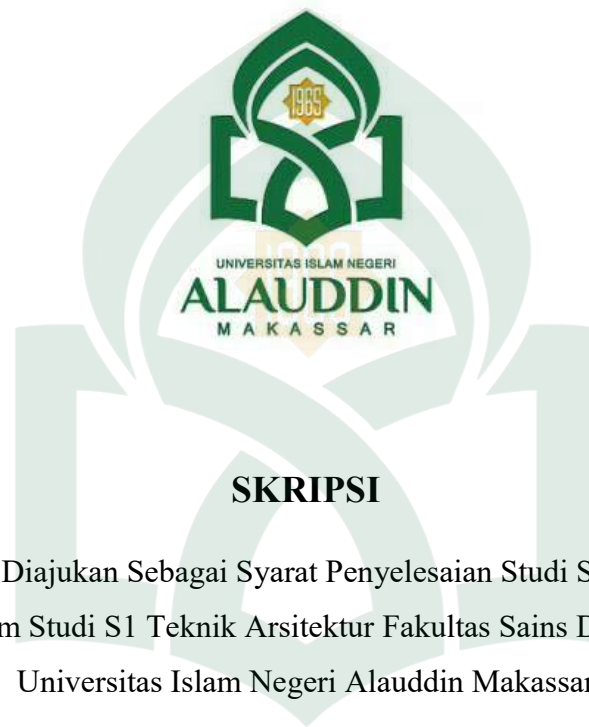 1965
UNIVERSITAS ISLAM NEGERI
ALAUDDIN
MAKASSAR
SKRIPSI
Diajukan Sebagai Syarat Penyelesaian Studi S
m Studi S1 Teknik Arsitektur Fakultas Sains D
Universitas Islam Negeri Alauddin Makassar